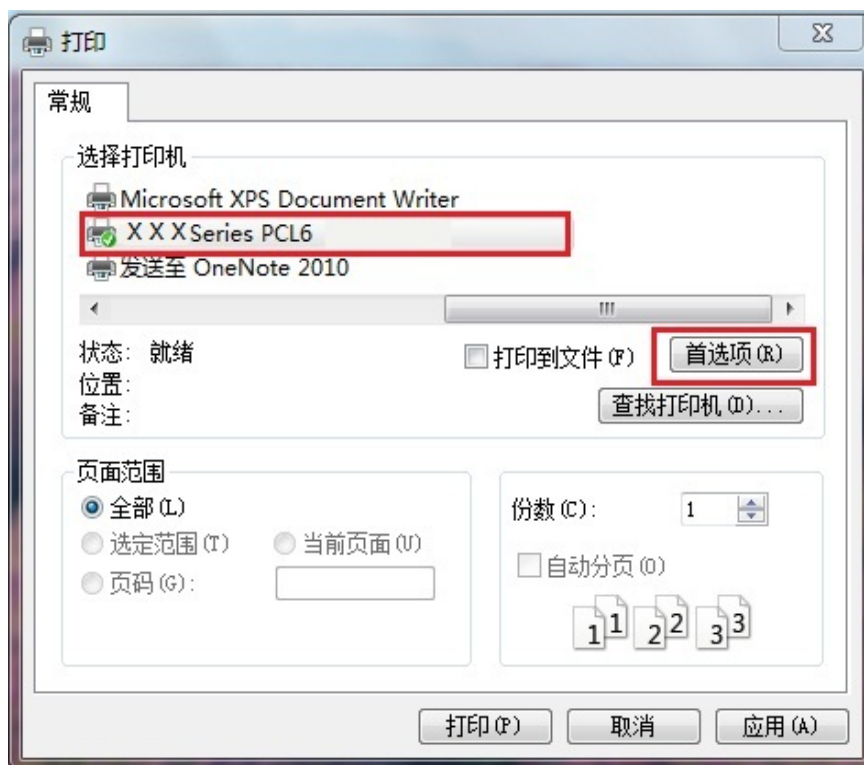 打印
常规
选择打印机
Microsoft XPS Document Writer
XXXSeries PCL6
发送至 OneNote 2010
状态: 就绪
打印到文件(F)
首选项(R)
位置:
查找打印机(D)...
备注:
页面范围
全部(L)
选定范围(T)
当前页面(U)
页码(G):
份数(C):
1
自动分页(O)
1 1 2 2 3 3
打印(P)
取消
应用(A)